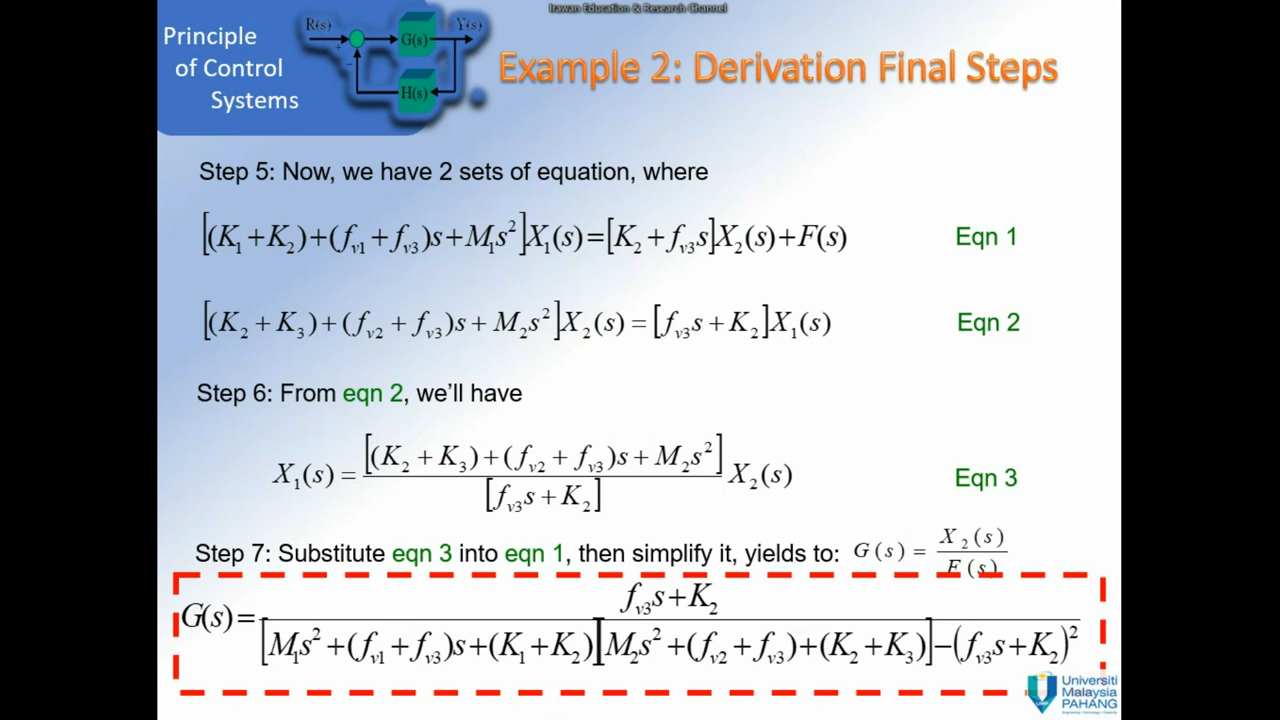 Irawan Education & Research Channel
Principle
of Control
Systems
R(s)
+
−
G(s)
Y(s)
H(s)
Example 2: Derivation Final Steps
Step 5: Now, we have 2 sets of equation, where
[(K₁+K₂)+(fᵥ₁+fᵥ₃)s+M₁s²]X₁(s)=[K₂+fᵥ₃s]X₂(s)+F(s) Eqn 1
[(K₂+K₃)+(fᵥ₂+fᵥ₃)s+M₂s²]X₂(s)=[fᵥ₃s+K₂]X₁(s) Eqn 2
Step 6: From eqn 2, we'll have
X₁(s)=[(K₂+K₃)+(fᵥ₂+fᵥ₃)s+M₂s²]/[fᵥ₃s+K₂] X₂(s) Eqn 3
Step 7: Substitute eqn 3 into eqn 1, then simplify it, yields to: G(s)=X₂(s)/F(s)
G(s)=fᵥ₃s+K₂/[M₁s²+(fᵥ₁+fᵥ₃)s+(K₁+K₂)][M₂s²+(fᵥ₂+fᵥ₃)+(K₂+K₃)]−(fᵥ₃s+K₂)²
Universiti
Malaysia
PAHANG